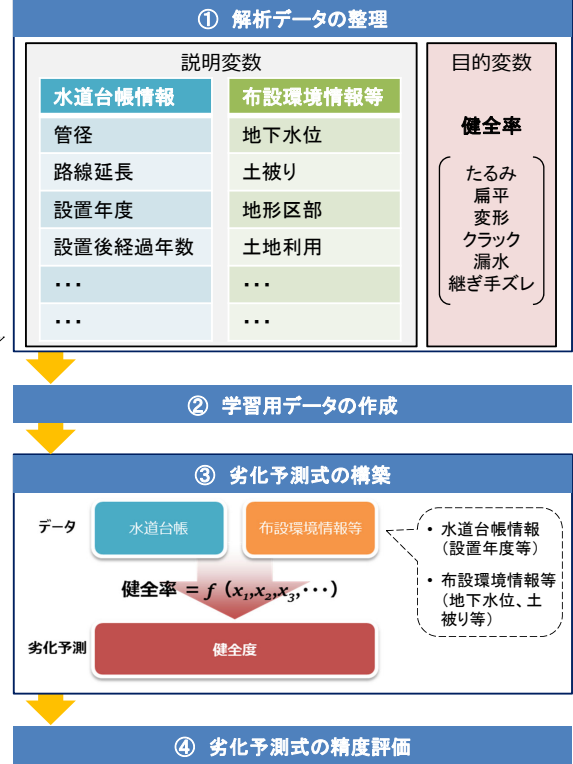 ① 解析データの整理
説明変数
目的変数
水道台帳情報
布設環境情報等
管径
地下水位
路線延長
土被り
設置年度
地形区部
設置後経過年数
土地利用
・・・
・・・
・・・
・・・
健全率
たるみ
扁平
変形
クラック
漏水
継ぎ手ズレ
② 学習用データの作成
③ 劣化予測式の構築
データ
水道台帳
布設環境情報等
・ 水道台帳情報
（設置年度等）
・ 布設環境情報等
（地下水位、土
被り等）
健全率 = f （x₁,x₂,x₃,・・・）
劣化予測
健全度
④ 劣化予測式の精度評価